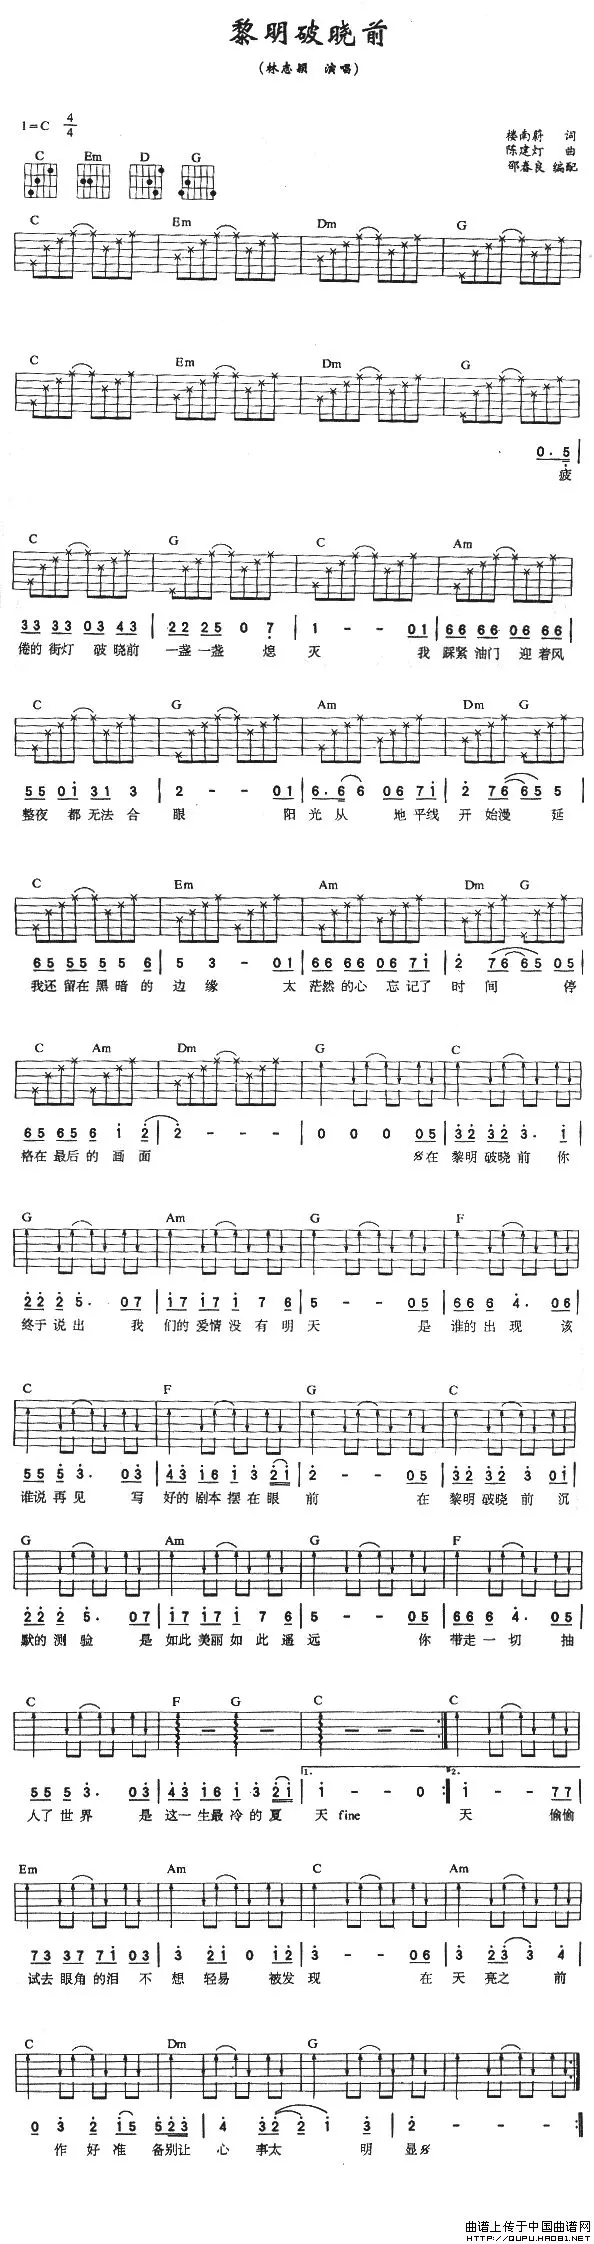 黎明破晓前
(林志颖 演唱)
1=C 4/4
楼南蔚 词
陈建灯 曲
邵春良 编配
C Em D G
C Em Dm G
C Em Dm G
0. 5
疲
C G C Am
33 33 03 43 | 22 25 0 7 | 1 - - 01 | 66 66 06 66
倦的 街灯 破 晓前 一盏 一盏 熄 灭 我 踩紧 油门 迎 着风
C G Am Dm G
55 01 31 3 | 2 - - 01 | 6. 6 6 06 71 | 2 76 65 5
整夜 都 无法 合 眼 阳 光 从 地 平线 开 始漫 延
C Em Am Dm G
65 55 5 5 6 | 5 3 - 01 | 66 66 06 71 | 2 76 65 05
我还 留在 黑 暗 的 边 缘 太 茫然 的心 忘 记了 时 间 停
C Am Dm G C
65 65 6 1 2 | 2 - - - | 0 0 0 05 | 32 32 3. 1
格在 最后 的 画 面 𝄋在 黎明 破晓 前 你
G Am G F
22 2 5. 07 | 17 17 1 7 6 | 5 - - 05 | 66 6 4. 06
终于 说 出 我 们的 爱情 没 有 明 天 是 谁的 出 现 该
C F G C
55 5 3. 03 | 43 16 1 3 21 | 2 - - 05 | 32 32 3 01
谁说 再 见 写 好的 剧本 摆 在 眼 前 在 黎明 破晓 前 沉
G Am G F
22 2 5. 07 | 17 17 1 7 6 | 5 - - 05 | 66 6 4. 05
默的 测 验 是 如此 美丽 如 此 遥 远 你 带走 一 切 抽
C F G C C
1. 2.
55 5 3. 03 | 43 16 1 3 21 | 1 - - 0 :| 1 - - 77
人了 世 界 是 这一 生最 冷 的 夏 天 fine 天 偷偷
Em Am C Am
73 37 71 03 | 3 21 0 12 | 3 - - 06 | 3 23 3 4
试去 眼角 的泪 不 想 轻易 被发 现 在 天 亮之 前
C Dm G
0 3 2 15 523 | 4 32 2 1 3 | 2 - - - :|
作 好 准 备别让 心 事太 明 显𝄋
曲谱上传于中国曲谱网
HTTP://QUPU.HAO81.NET